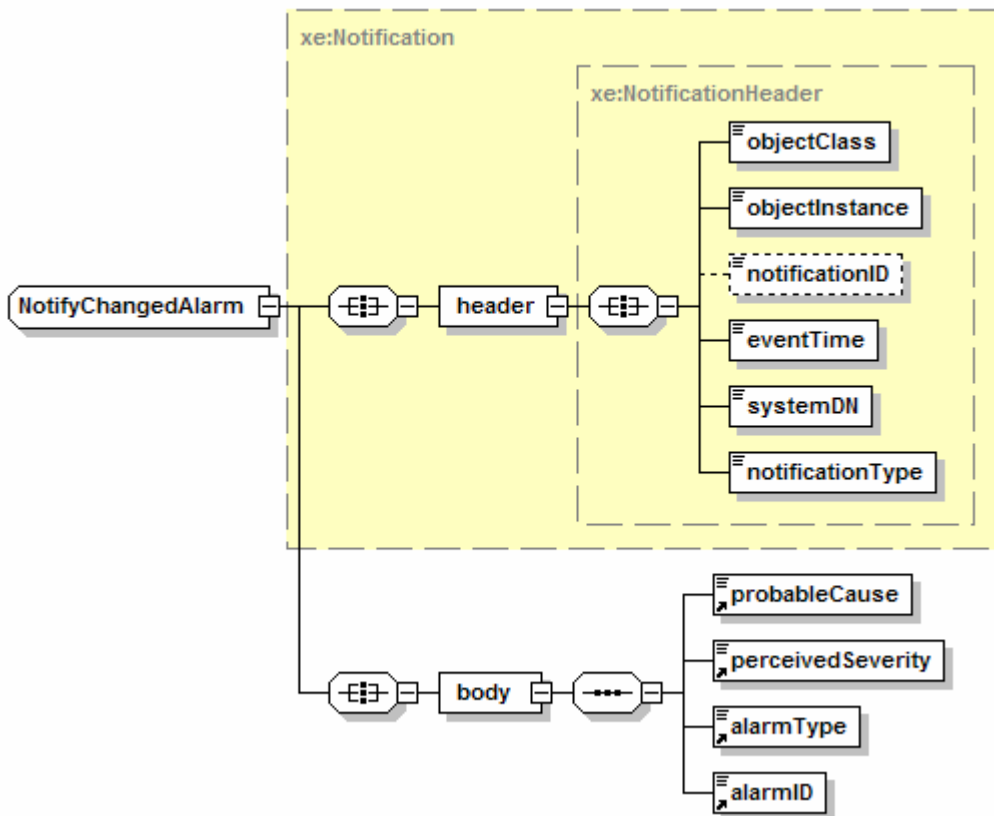 xe:Notification
xe:NotificationHeader
objectClass
objectInstance
notificationID
NotifyChangedAlarm
header
eventTime
systemDN
notificationType
probableCause
perceivedSeverity
body
alarmType
alarmID